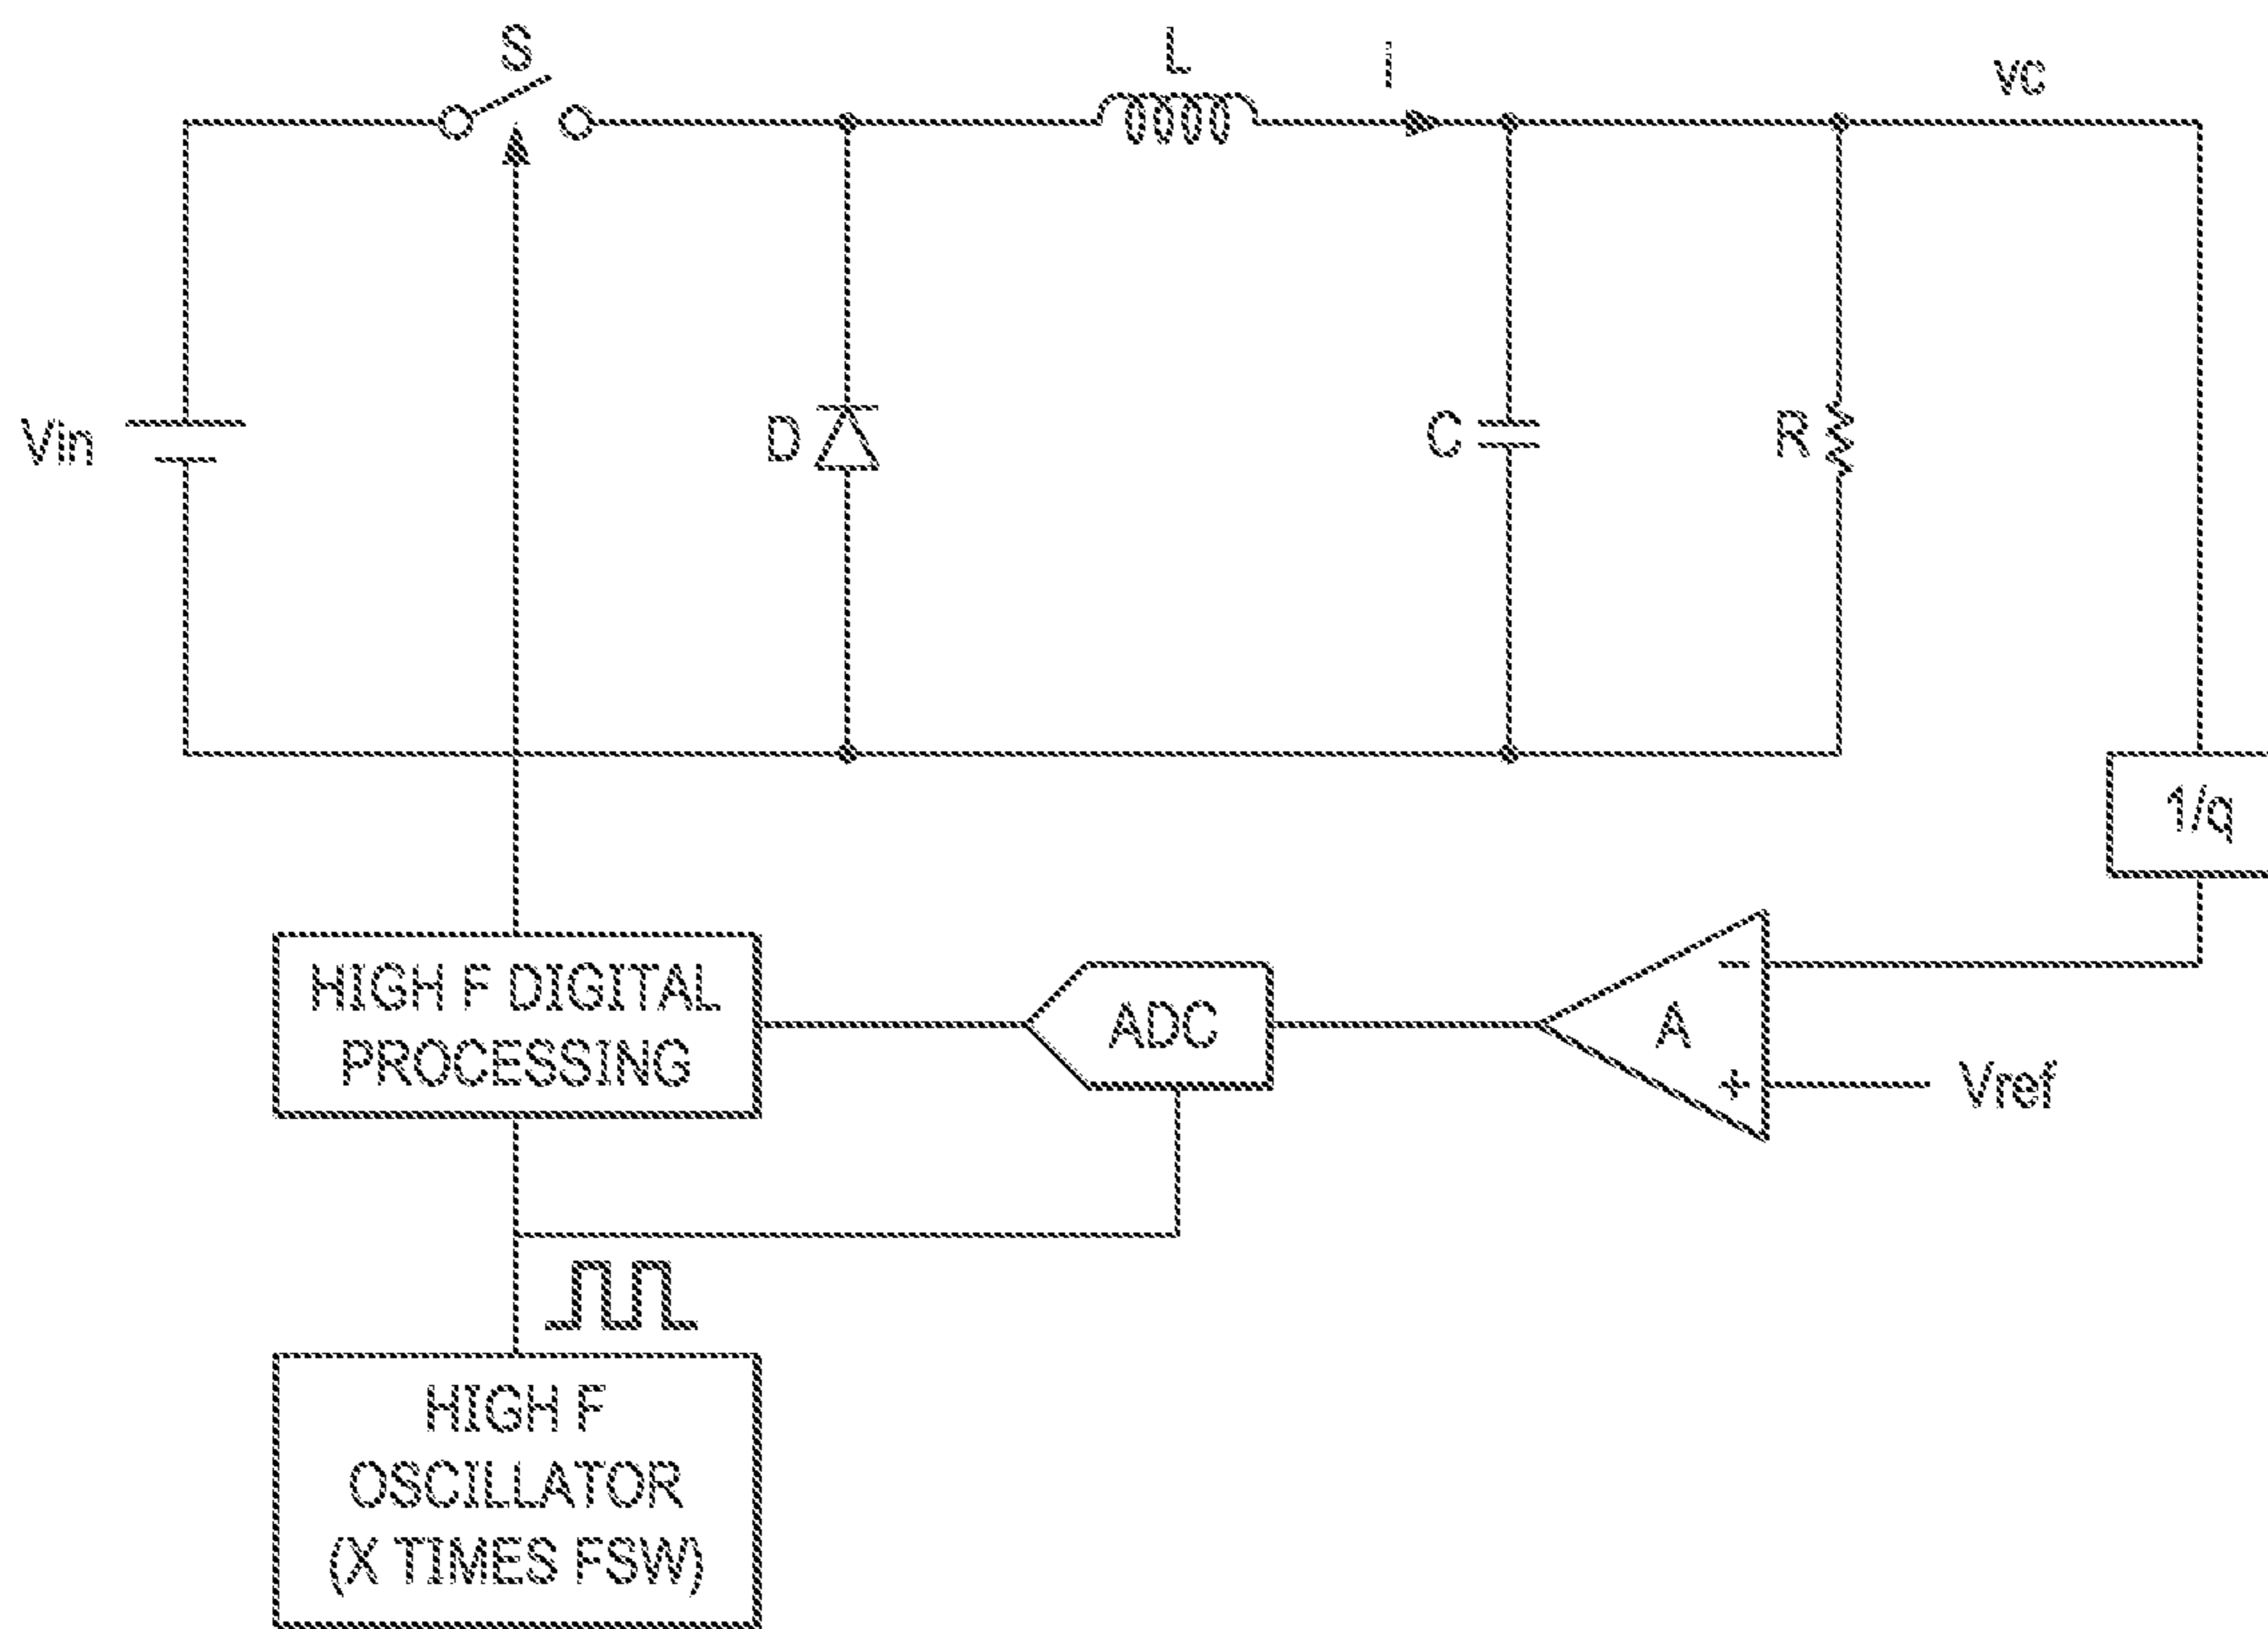 S
L
i
vc
Vin
D
C
R
1/q
HIGH F DIGITAL
PROCESSING
ADC
A
-
+
Vref
HIGH F
OSCILLATOR
(X TIMES FSW)